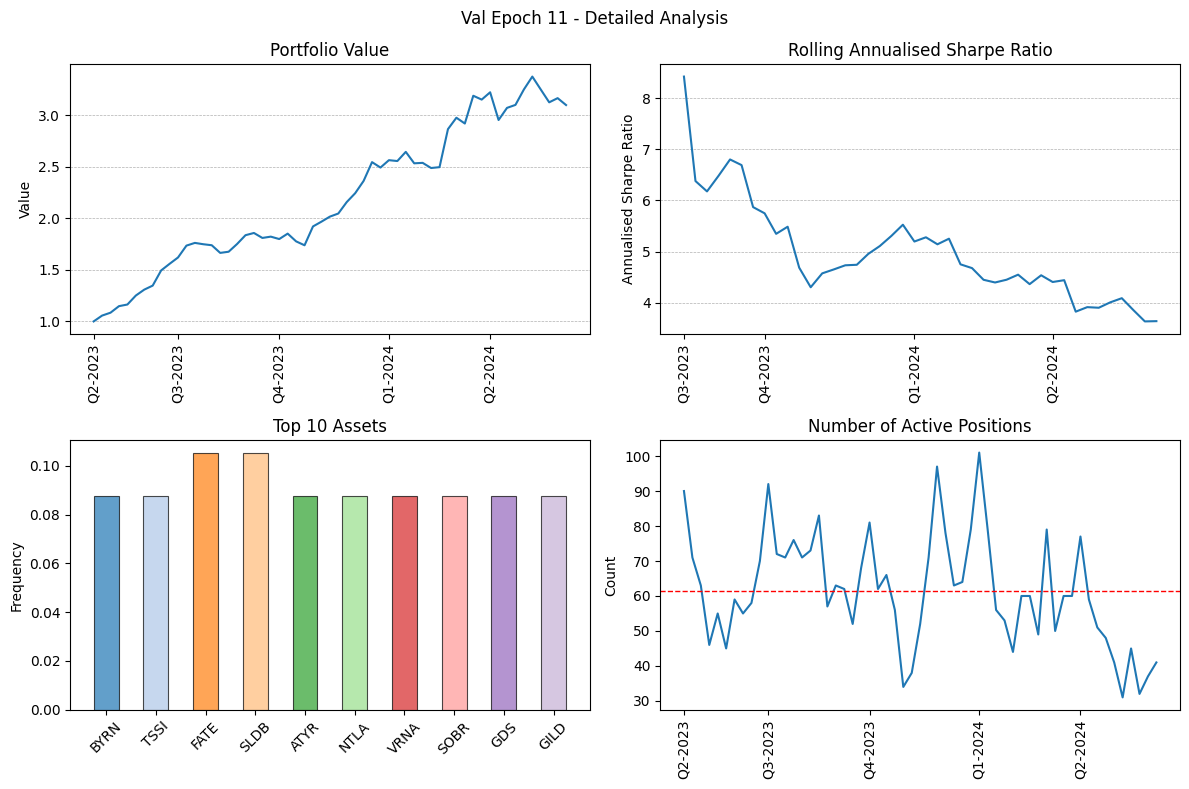 Val Epoch 11 - Detailed Analysis
Portfolio Value
Value
3.0
2.5
2.0
1.5
1.0
Q2-2023
Q3-2023
Q4-2023
Q1-2024
Q2-2024
Rolling Annualised Sharpe Ratio
Annualised Sharpe Ratio
8
7
6
5
4
Q3-2023
Q4-2023
Q1-2024
Q2-2024
Top 10 Assets
Frequency
0.10
0.08
0.06
0.04
0.02
0.00
BYRN
TSSI
FATE
SLDB
ATYR
NTLA
VRNA
SOBR
GDS
GILD
Number of Active Positions
Count
100
90
80
70
60
50
40
30
Q2-2023
Q3-2023
Q4-2023
Q1-2024
Q2-2024